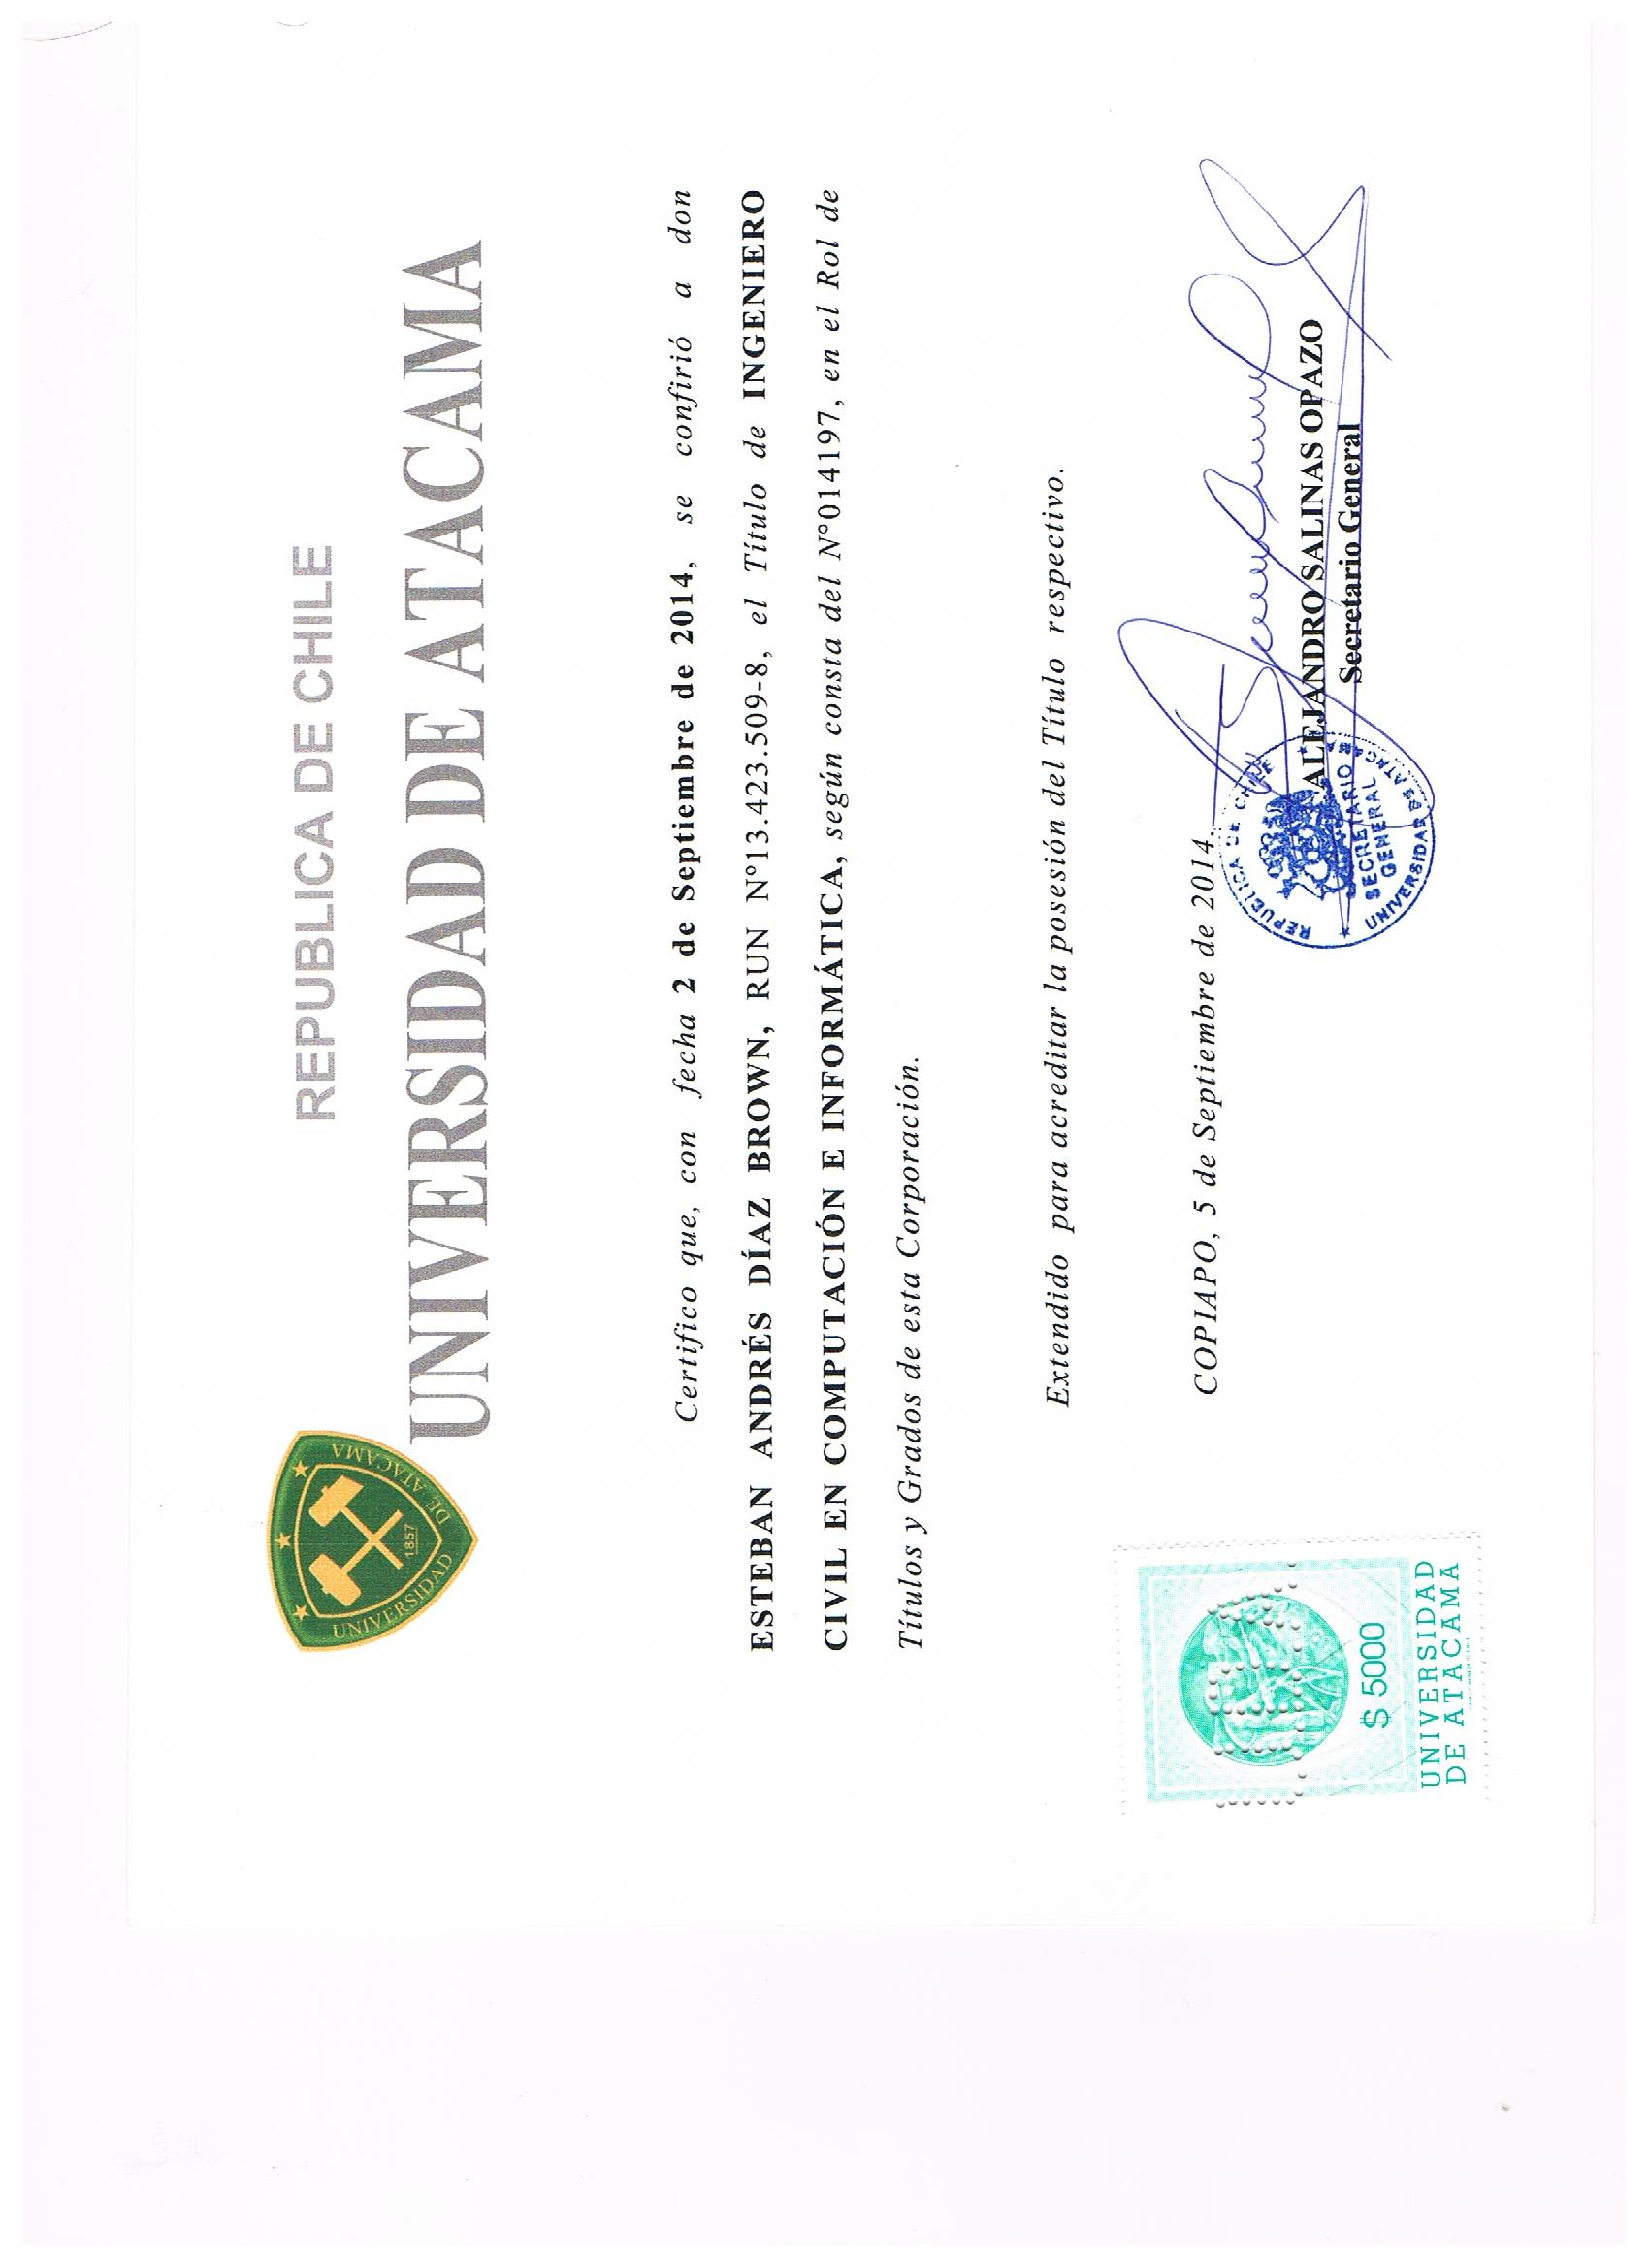 REPUBLICA DE CHILE
UNIVERSIDAD DE ATACAMA
UNIVERSIDAD DE ATACAMA
1857
Certifico que, con fecha 2 de Septiembre de 2014, se confirió a don
ESTEBAN ANDRÉS DÍAZ BROWN, RUN N°13.423.509-8, el Título de INGENIERO
CIVIL EN COMPUTACIÓN E INFORMÁTICA, según consta del N°014197, en el Rol de
Títulos y Grados de esta Corporación.
Extendido para acreditar la posesión del Título respectivo.
COPIAPO, 5 de Septiembre de 2014.
REPUBLICA DE CHILE
SECRETARIO
GENERAL
UNIVERSIDAD DE ATACAMA
ALEJANDRO SALINAS OPAZO
Secretario General
$ 5000
UNIVERSIDAD
DE ATACAMA